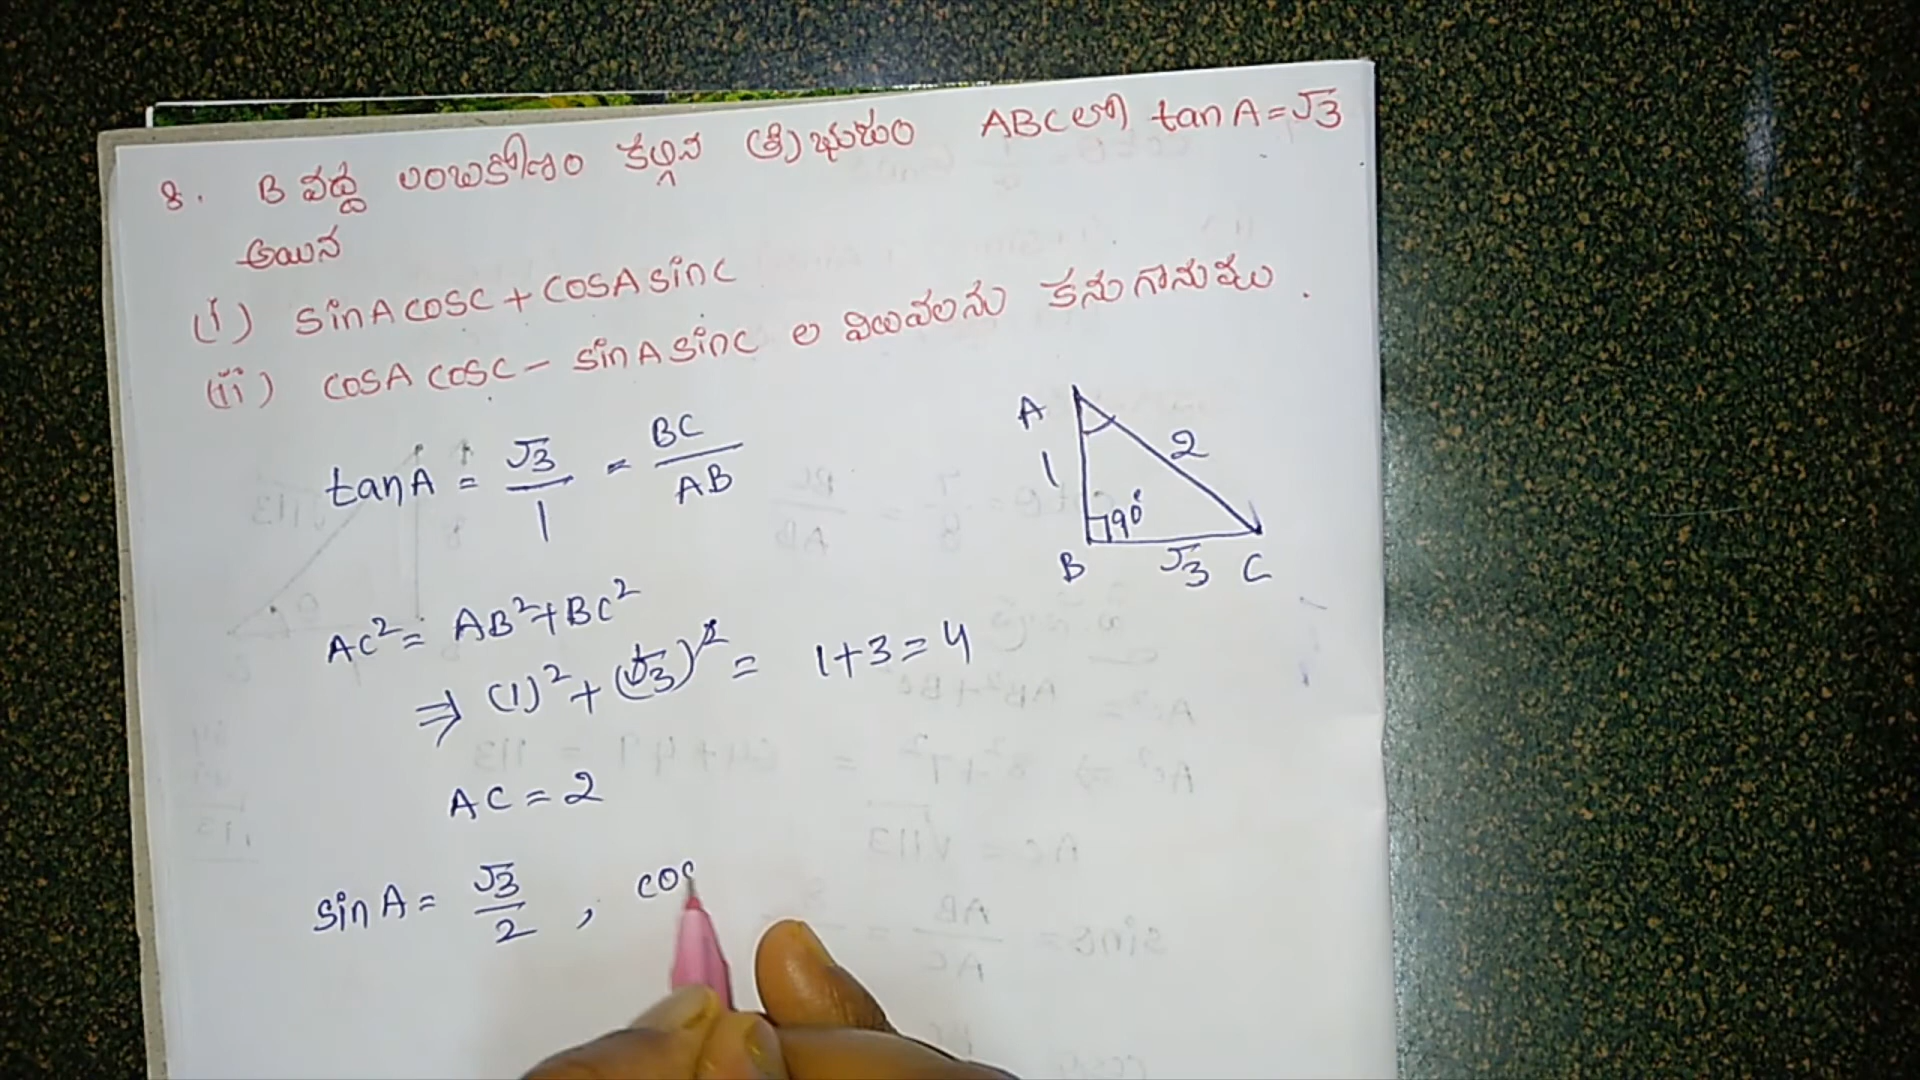 8. B వద్ద లంబకోణం కల్గిన త్రిభుజం ABCలో tan A = √3
అయిన
(i) sin A cos C + cos A sin C
(ii) cos A cos C - sin A sin C ల విలువలను కనుగొనుము.
tan A = √3/1 = BC/AB
A
1
2
90°
B √3 C
AC² = AB² + BC²
⇒ (1)² + (√3)² = 1+3 = 4
AC = 2
sin A = √3/2 , cos